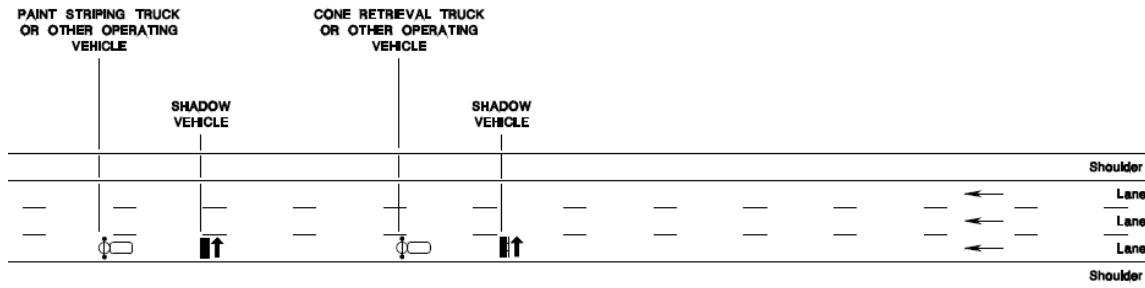 PAINT STRIPING TRUCK
OR OTHER OPERATING
VEHICLE
CONE RETRIEVAL TRUCK
OR OTHER OPERATING
VEHICLE
SHADOW
VEHICLE
SHADOW
VEHICLE
Shoulder
Lane
Lane
Lane
Shoulder